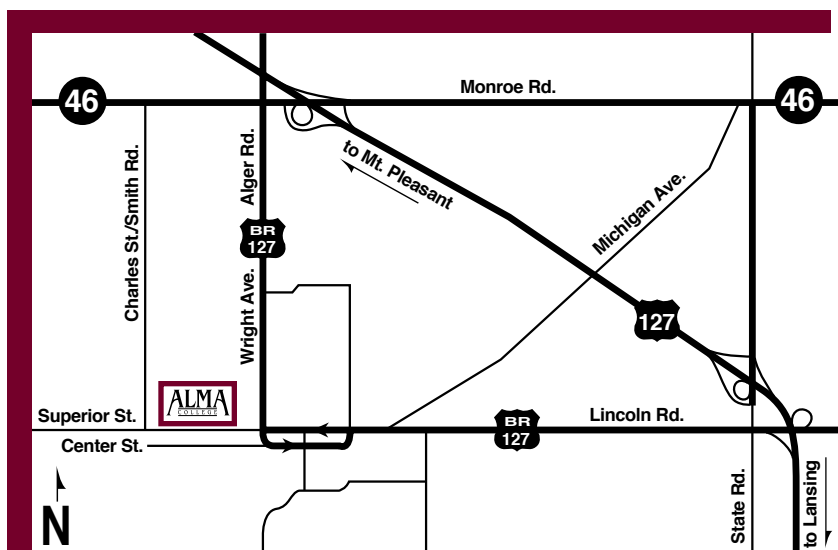 Monroe Rd.
46
46
Alger Rd.
to Mt. Pleasant
Charles St./Smith Rd.
Michigan Ave.
BR
127
Wright Ave.
127
ALMA
COLLEGE
Superior St.
Lincoln Rd.
BR
127
Center St.
N
State Rd.
to Lansing